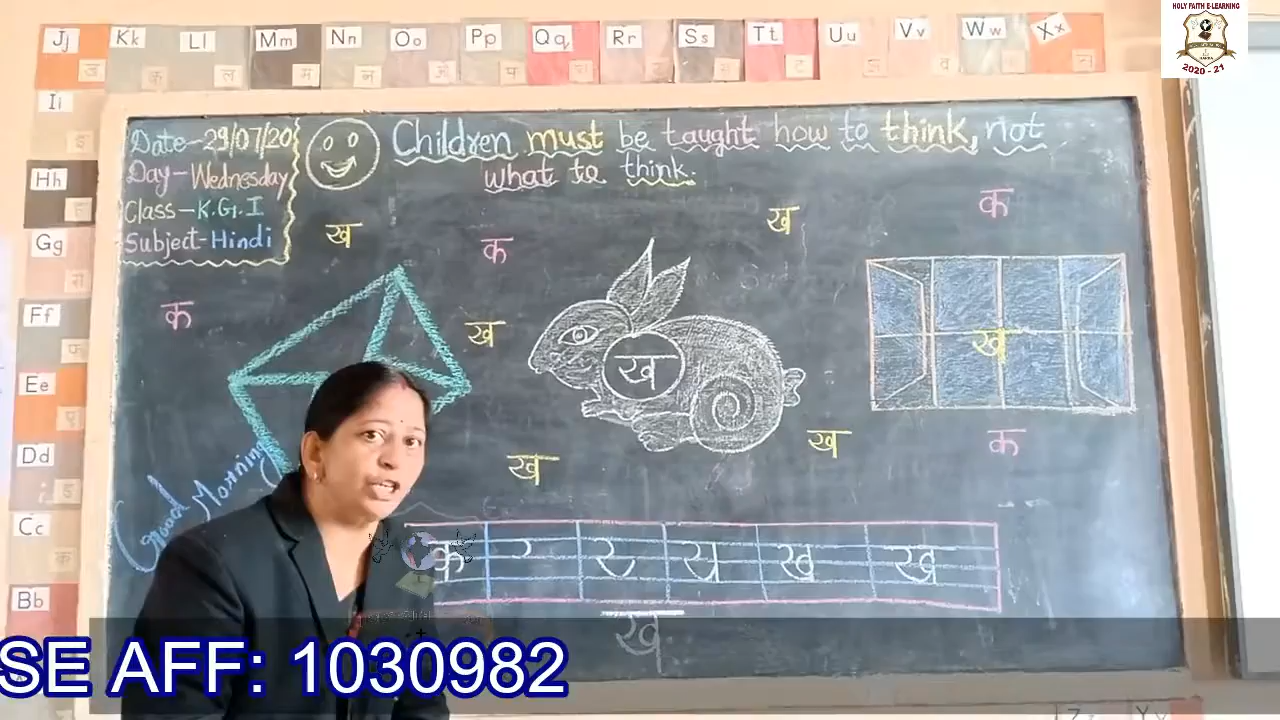 HOLY FAITH E-LEARNING
2020 - 21
Jj
Kk
Ll
Mm
Nn
Oo
Pp
Qq
Rr
Ss
Tt
Uu
Vv
Ww
Xx
Ii
Hh
Gg
Ff
Ee
Dd
Cc
Bb
Date-29/07/20
Day-Wednesday
Class-K.G.I
Subject-Hindi
Children must be taught how to think, not
what to think.
ख
क
ख
क
क
ख
ख
ख
ख
ख
क
Good Morning
क
ख
ख
ख
SE AFF: 1030982